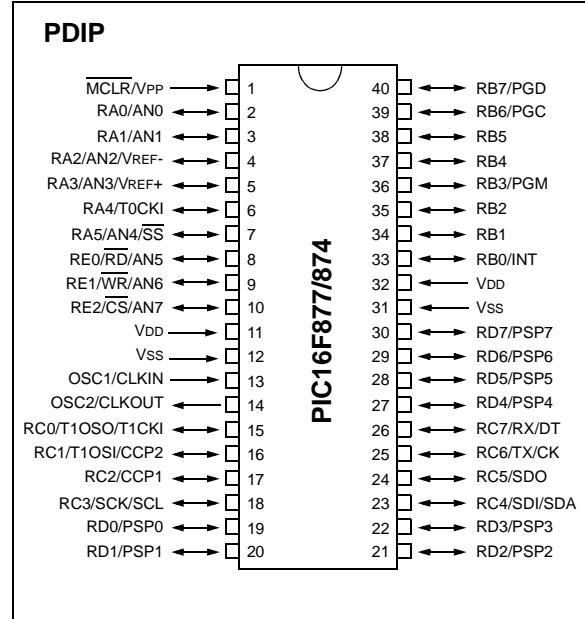 PDIP
MCLR/VPP 1
RA0/AN0 2
RA1/AN1 3
RA2/AN2/VREF- 4
RA3/AN3/VREF+ 5
RA4/T0CKI 6
RA5/AN4/SS 7
RE0/RD/AN5 8
RE1/WR/AN6 9
RE2/CS/AN7 10
VDD 11
VSS 12
OSC1/CLKIN 13
OSC2/CLKOUT 14
RC0/T1OSO/T1CKI 15
RC1/T1OSI/CCP2 16
RC2/CCP1 17
RC3/SCK/SCL 18
RD0/PSP0 19
RD1/PSP1 20
PIC16F877/874
40 RB7/PGD
39 RB6/PGC
38 RB5
37 RB4
36 RB3/PGM
35 RB2
34 RB1
33 RB0/INT
32 VDD
31 VSS
30 RD7/PSP7
29 RD6/PSP6
28 RD5/PSP5
27 RD4/PSP4
26 RC7/RX/DT
25 RC6/TX/CK
24 RC5/SDO
23 RC4/SDI/SDA
22 RD3/PSP3
21 RD2/PSP2